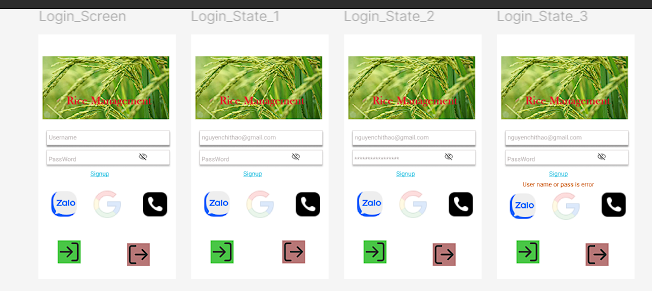 Login_Screen
Rice Management
Username
PassWord
Signup
Zalo
Login_State_1
Rice Management
nguyenchithao@gmail.com
PassWord
Signup
Zalo
Login_State_2
Rice Management
nguyenchithao@gmail.com
******************
Signup
Zalo
Login_State_3
Rice Management
nguyenchithao@gmail.com
PassWord
Signup
User name or pass is error
Zalo